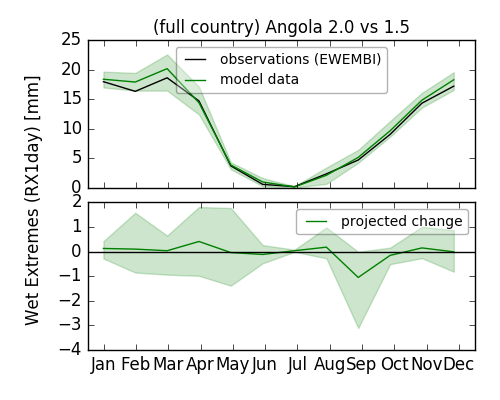 (full country) Angola 2.0 vs 1.5
25
20
15
10
5
0
observations (EWEMBI)
model data
Wet Extremes (RX1day) [mm]
2
1
0
−1
−2
−3
−4
projected change
Jan Feb Mar Apr May Jun Jul Aug Sep Oct Nov Dec